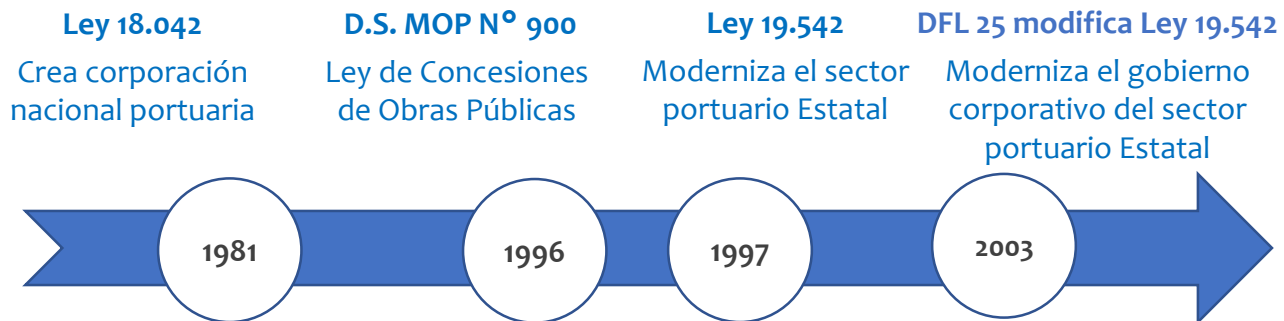 Ley 18.042
Crea corporación
nacional portuaria
D.S. MOP N° 900
Ley de Concesiones
de Obras Públicas
Ley 19.542
Moderniza el sector
portuario Estatal
DFL 25 modifica Ley 19.542
Moderniza el gobierno
corporativo del sector
portuario Estatal
1981
1996
1997
2003